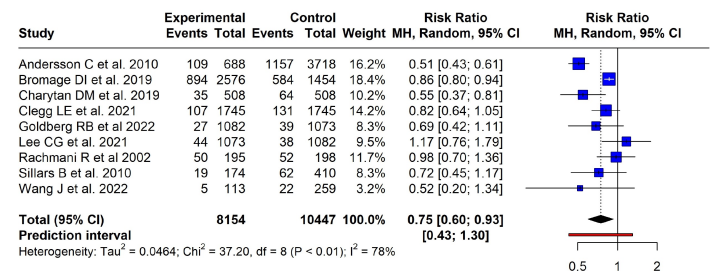 Experimental Control Risk Ratio Risk Ratio
Study Events Total Events Total Weight MH, Random, 95% CI MH, Random, 95% CI
Andersson C et al. 2010 109 688 1157 3718 16.2% 0.51 [0.43; 0.61]
Bromage DI et al. 2019 894 2576 584 1454 18.4% 0.86 [0.80; 0.94]
Charytan DM et al. 2019 35 508 64 508 10.6% 0.55 [0.37; 0.81]
Clegg LE et al. 2021 107 1745 131 1745 14.3% 0.82 [0.64; 1.05]
Goldberg RB et al 2022 27 1082 39 1073 8.3% 0.69 [0.42; 1.11]
Lee CG et al. 2021 44 1073 38 1082 9.5% 1.17 [0.76; 1.79]
Rachmani R et al 2002 50 195 52 198 11.7% 0.98 [0.70; 1.36]
Sillars B et al. 2010 19 174 62 410 8.4% 0.72 [0.45; 1.17]
Wang J et al. 2022 5 113 22 259 3.2% 0.52 [0.20; 1.34]
Total (95% CI) 8154 10447 100.0% 0.75 [0.60; 0.93]
Prediction interval [0.43; 1.30]
Heterogeneity: Tau² = 0.0464; Chi² = 37.20, df = 8 (P < 0.01); I² = 78%
0.5 1 2